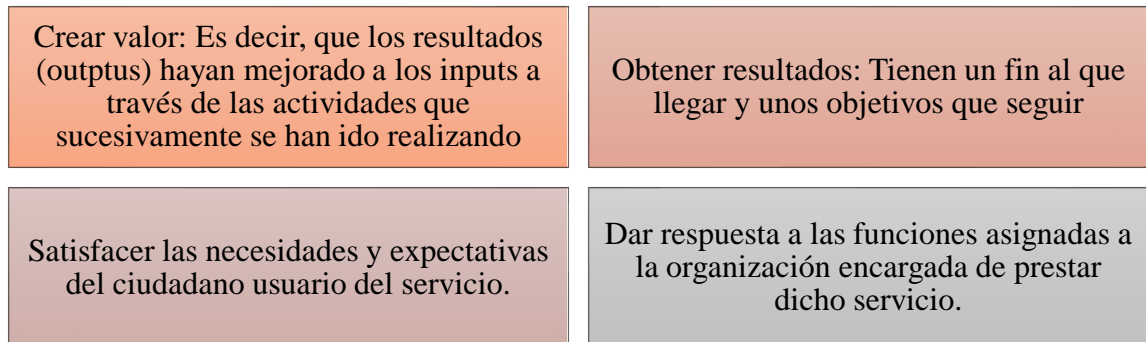 Crear valor: Es decir, que los resultados
(outptus) hayan mejorado a los inputs a
través de las actividades que
sucesivamente se han ido realizando
Obtener resultados: Tienen un fin al que
llegar y unos objetivos que seguir
Satisfacer las necesidades y expectativas
del ciudadano usuario del servicio.
Dar respuesta a las funciones asignadas a
la organización encargada de prestar
dicho servicio.